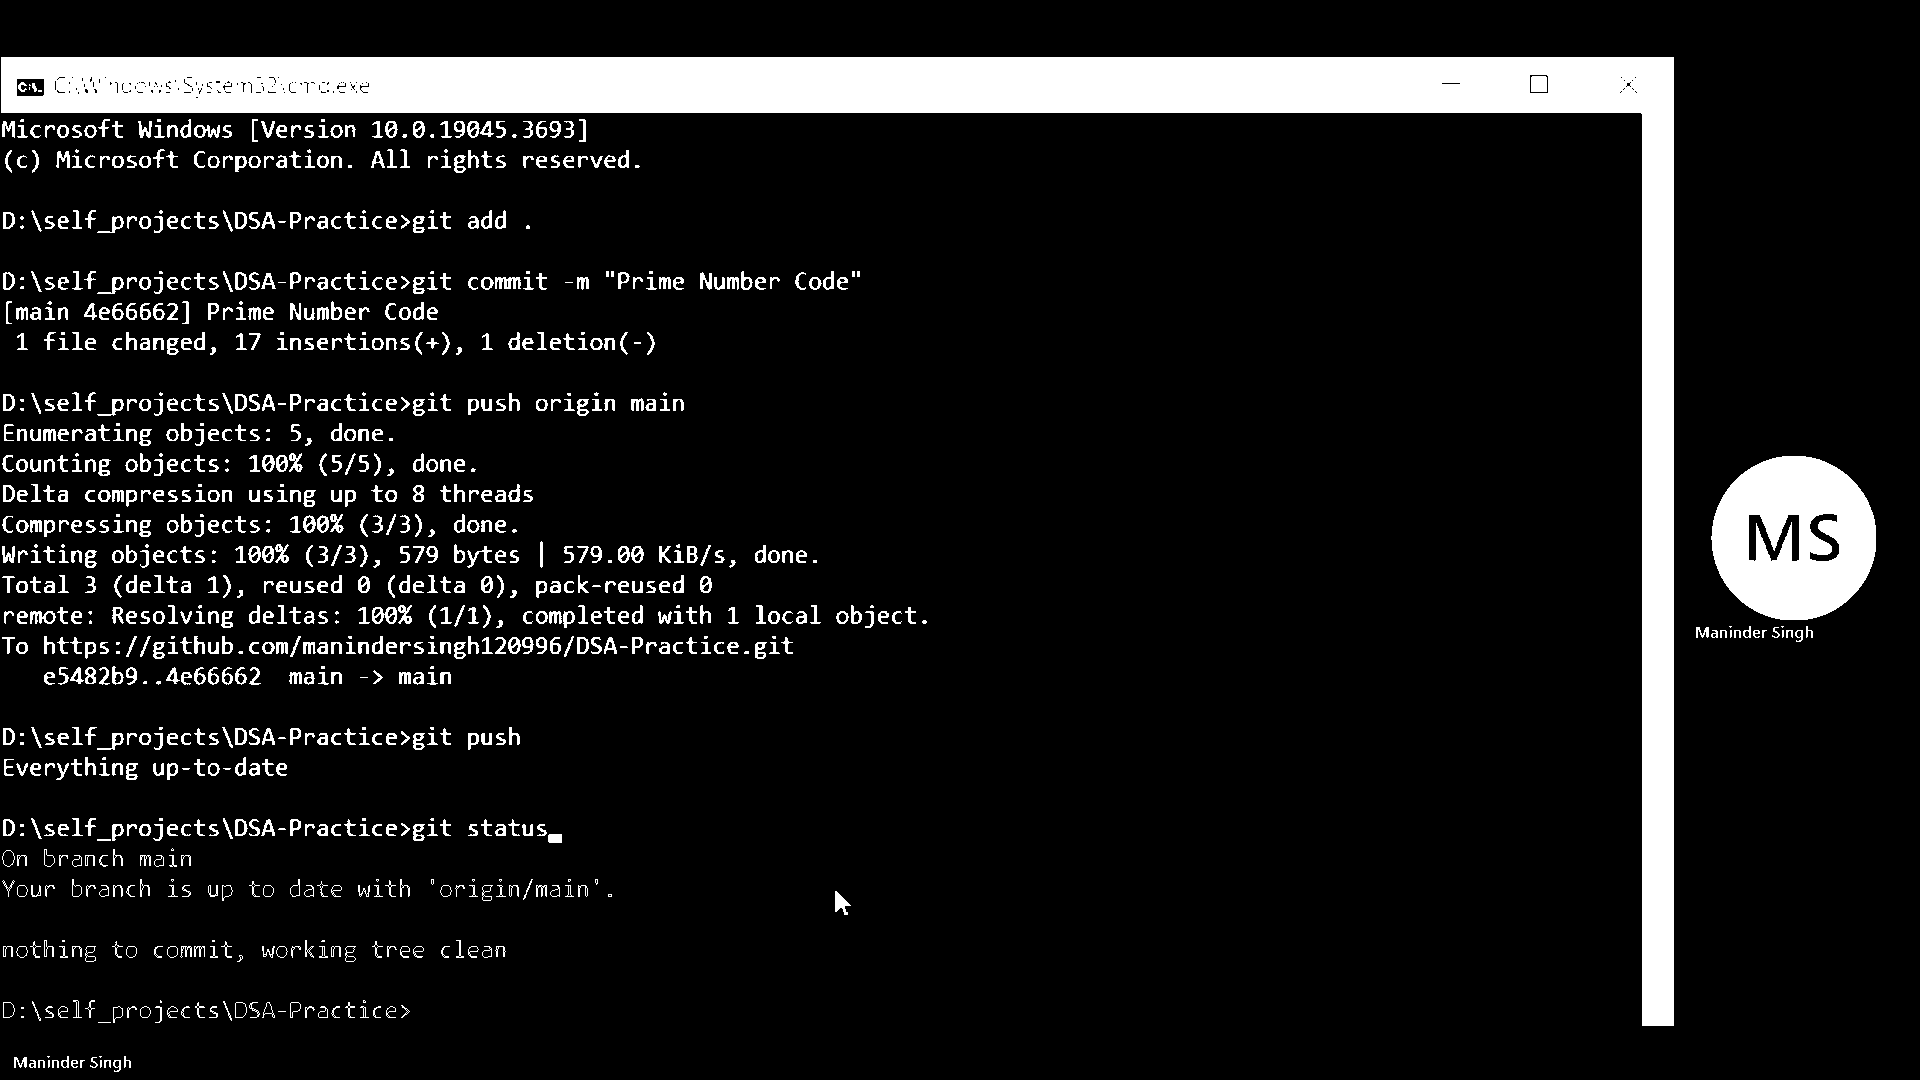 C:\Windows\System32\cmd.exe
Microsoft Windows [Version 10.0.19045.3693]
(c) Microsoft Corporation. All rights reserved.
D:\self_projects\DSA-Practice>git add .
D:\self_projects\DSA-Practice>git commit -m "Prime Number Code"
[main 4e66662] Prime Number Code
1 file changed, 17 insertions(+), 1 deletion(-)
D:\self_projects\DSA-Practice>git push origin main
Enumerating objects: 5, done.
Counting objects: 100% (5/5), done.
Delta compression using up to 8 threads
Compressing objects: 100% (3/3), done.
Writing objects: 100% (3/3), 579 bytes | 579.00 KiB/s, done.
Total 3 (delta 1), reused 0 (delta 0), pack-reused 0
remote: Resolving deltas: 100% (1/1), completed with 1 local object.
To https://github.com/manindersingh120996/DSA-Practice.git
e5482b9..4e66662  main -> main
D:\self_projects\DSA-Practice>git push
Everything up-to-date
D:\self_projects\DSA-Practice>git status
On branch main
Your branch is up to date with 'origin/main'.
nothing to commit, working tree clean
D:\self_projects\DSA-Practice>
MS
Maninder Singh
Maninder Singh